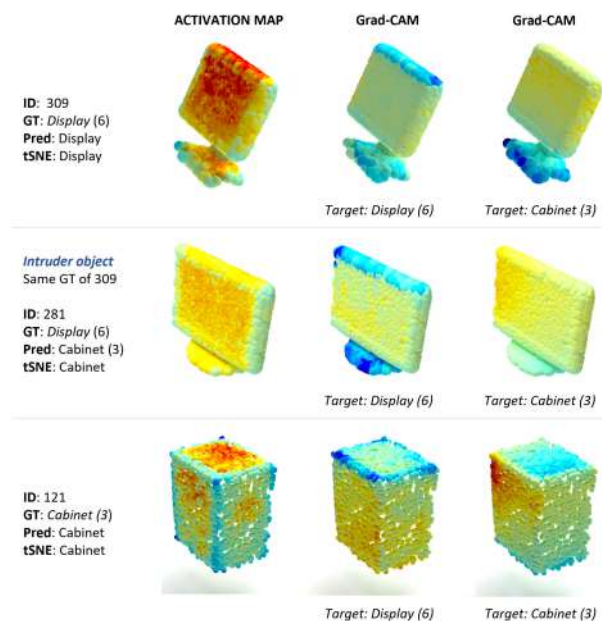 ACTIVATION MAP Grad-CAM Grad-CAM
ID: 309
GT: Display (6)
Pred: Display
tSNE: Display
Target: Display (6) Target: Cabinet (3)
Intruder object
Same GT of 309
ID: 281
GT: Display (6)
Pred: Cabinet (3)
tSNE: Cabinet
Target: Display (6) Target: Cabinet (3)
ID: 121
GT: Cabinet (3)
Pred: Cabinet
tSNE: Cabinet
Target: Display (6) Target: Cabinet (3)